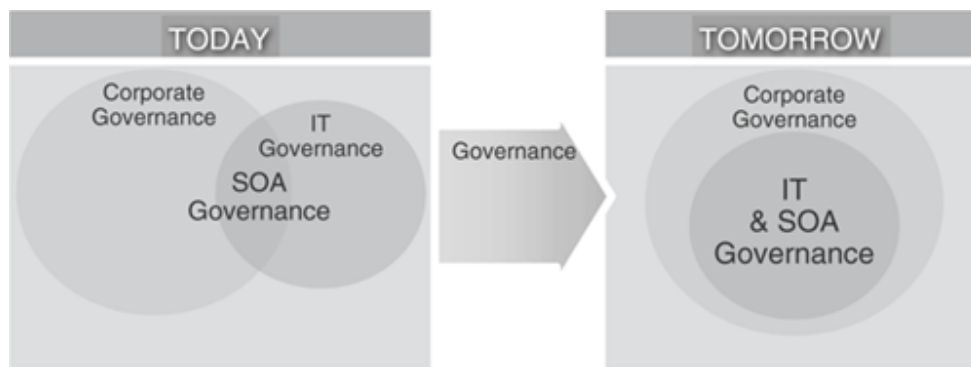 TODAY
Corporate
Governance
IT
Governance
SOA
Governance
Governance
TOMORROW
Corporate
Governance
IT
& SOA
Governance